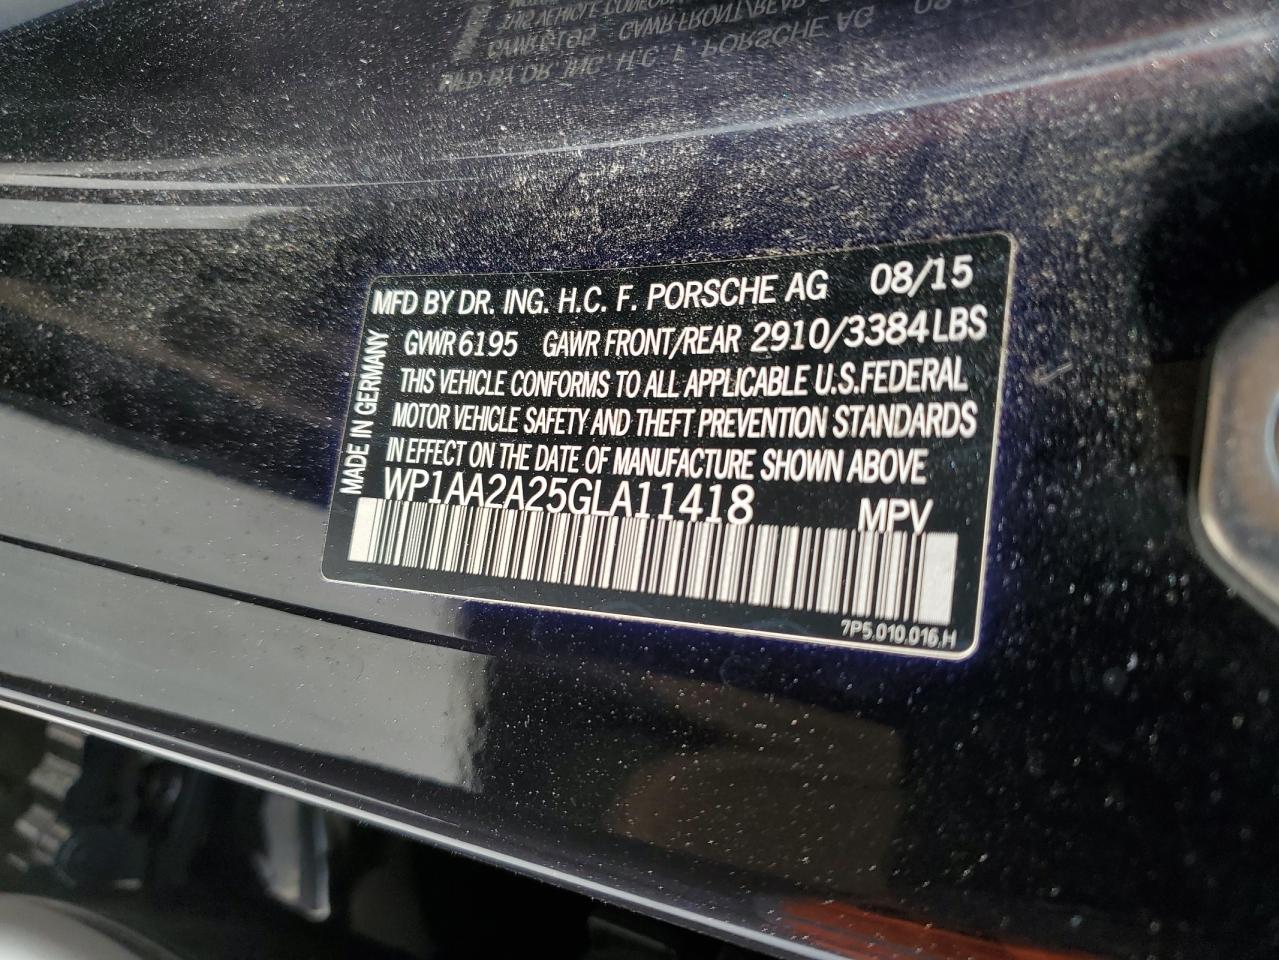 MFD BY DR. ING. H.C. F. PORSCHE AG 08/15
GVWR 6195 GAWR FRONT/REAR 2910/3384 LBS
THIS VEHICLE CONFORMS TO ALL APPLICABLE U.S.FEDERAL
MOTOR VEHICLE SAFETY AND THEFT PREVENTION STANDARDS
IN EFFECT ON THE DATE OF MANUFACTURE SHOWN ABOVE
WP1AA2A25GLA11418 MPV
7P5.010.016.H
MADE IN GERMANY